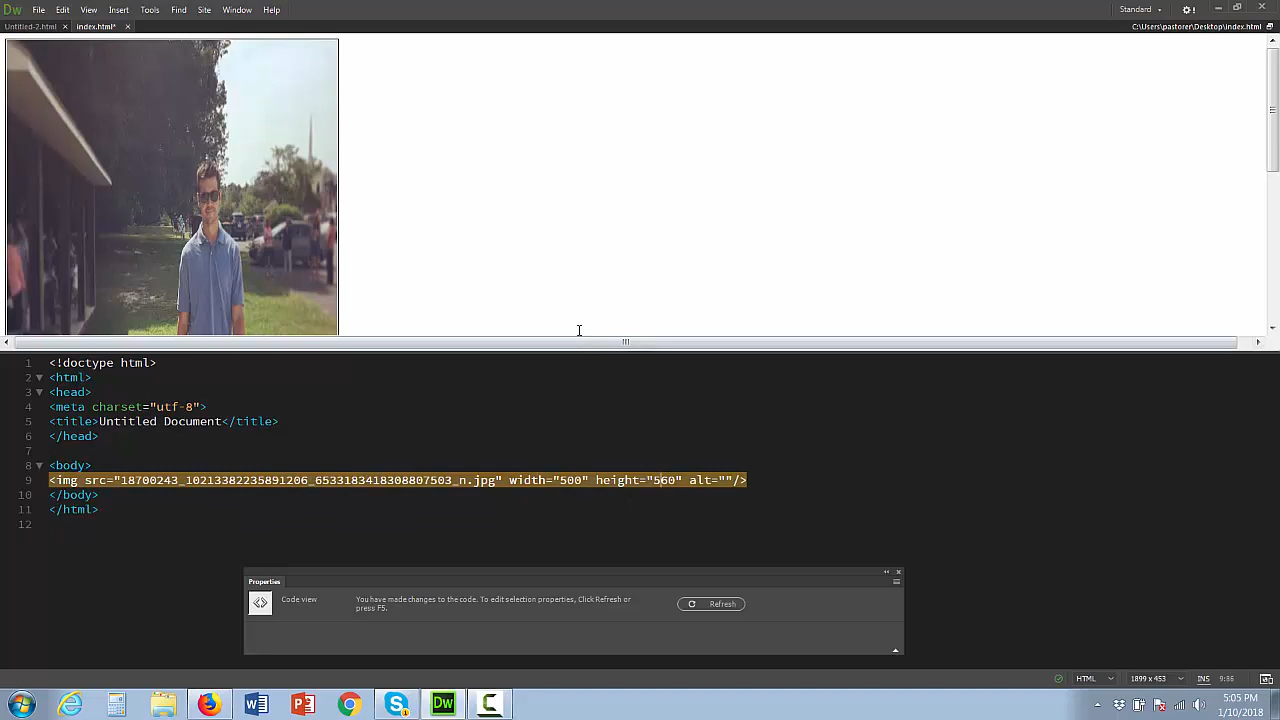 Dw File Edit View Insert Tools Find Site Window Help Standard
Untitled-2.html × index.html* ×
C:\Users\pastorer\Desktop\index.html
1 <!doctype html>
2 <html>
3 <head>
4 <meta charset="utf-8">
5 <title>Untitled Document</title>
6 </head>
7
8 <body>
9 <img src="18700243_10213382235891206_6533183418308807503_n.jpg" width="500" height="560" alt=""/>
10 </body>
11 </html>
12
Properties
Code view You have made changes to the code. To edit selection properties, Click Refresh or
press F5.
Refresh
HTML 1899 x 453 INS 9:86
Dw
5:05 PM
1/10/2018